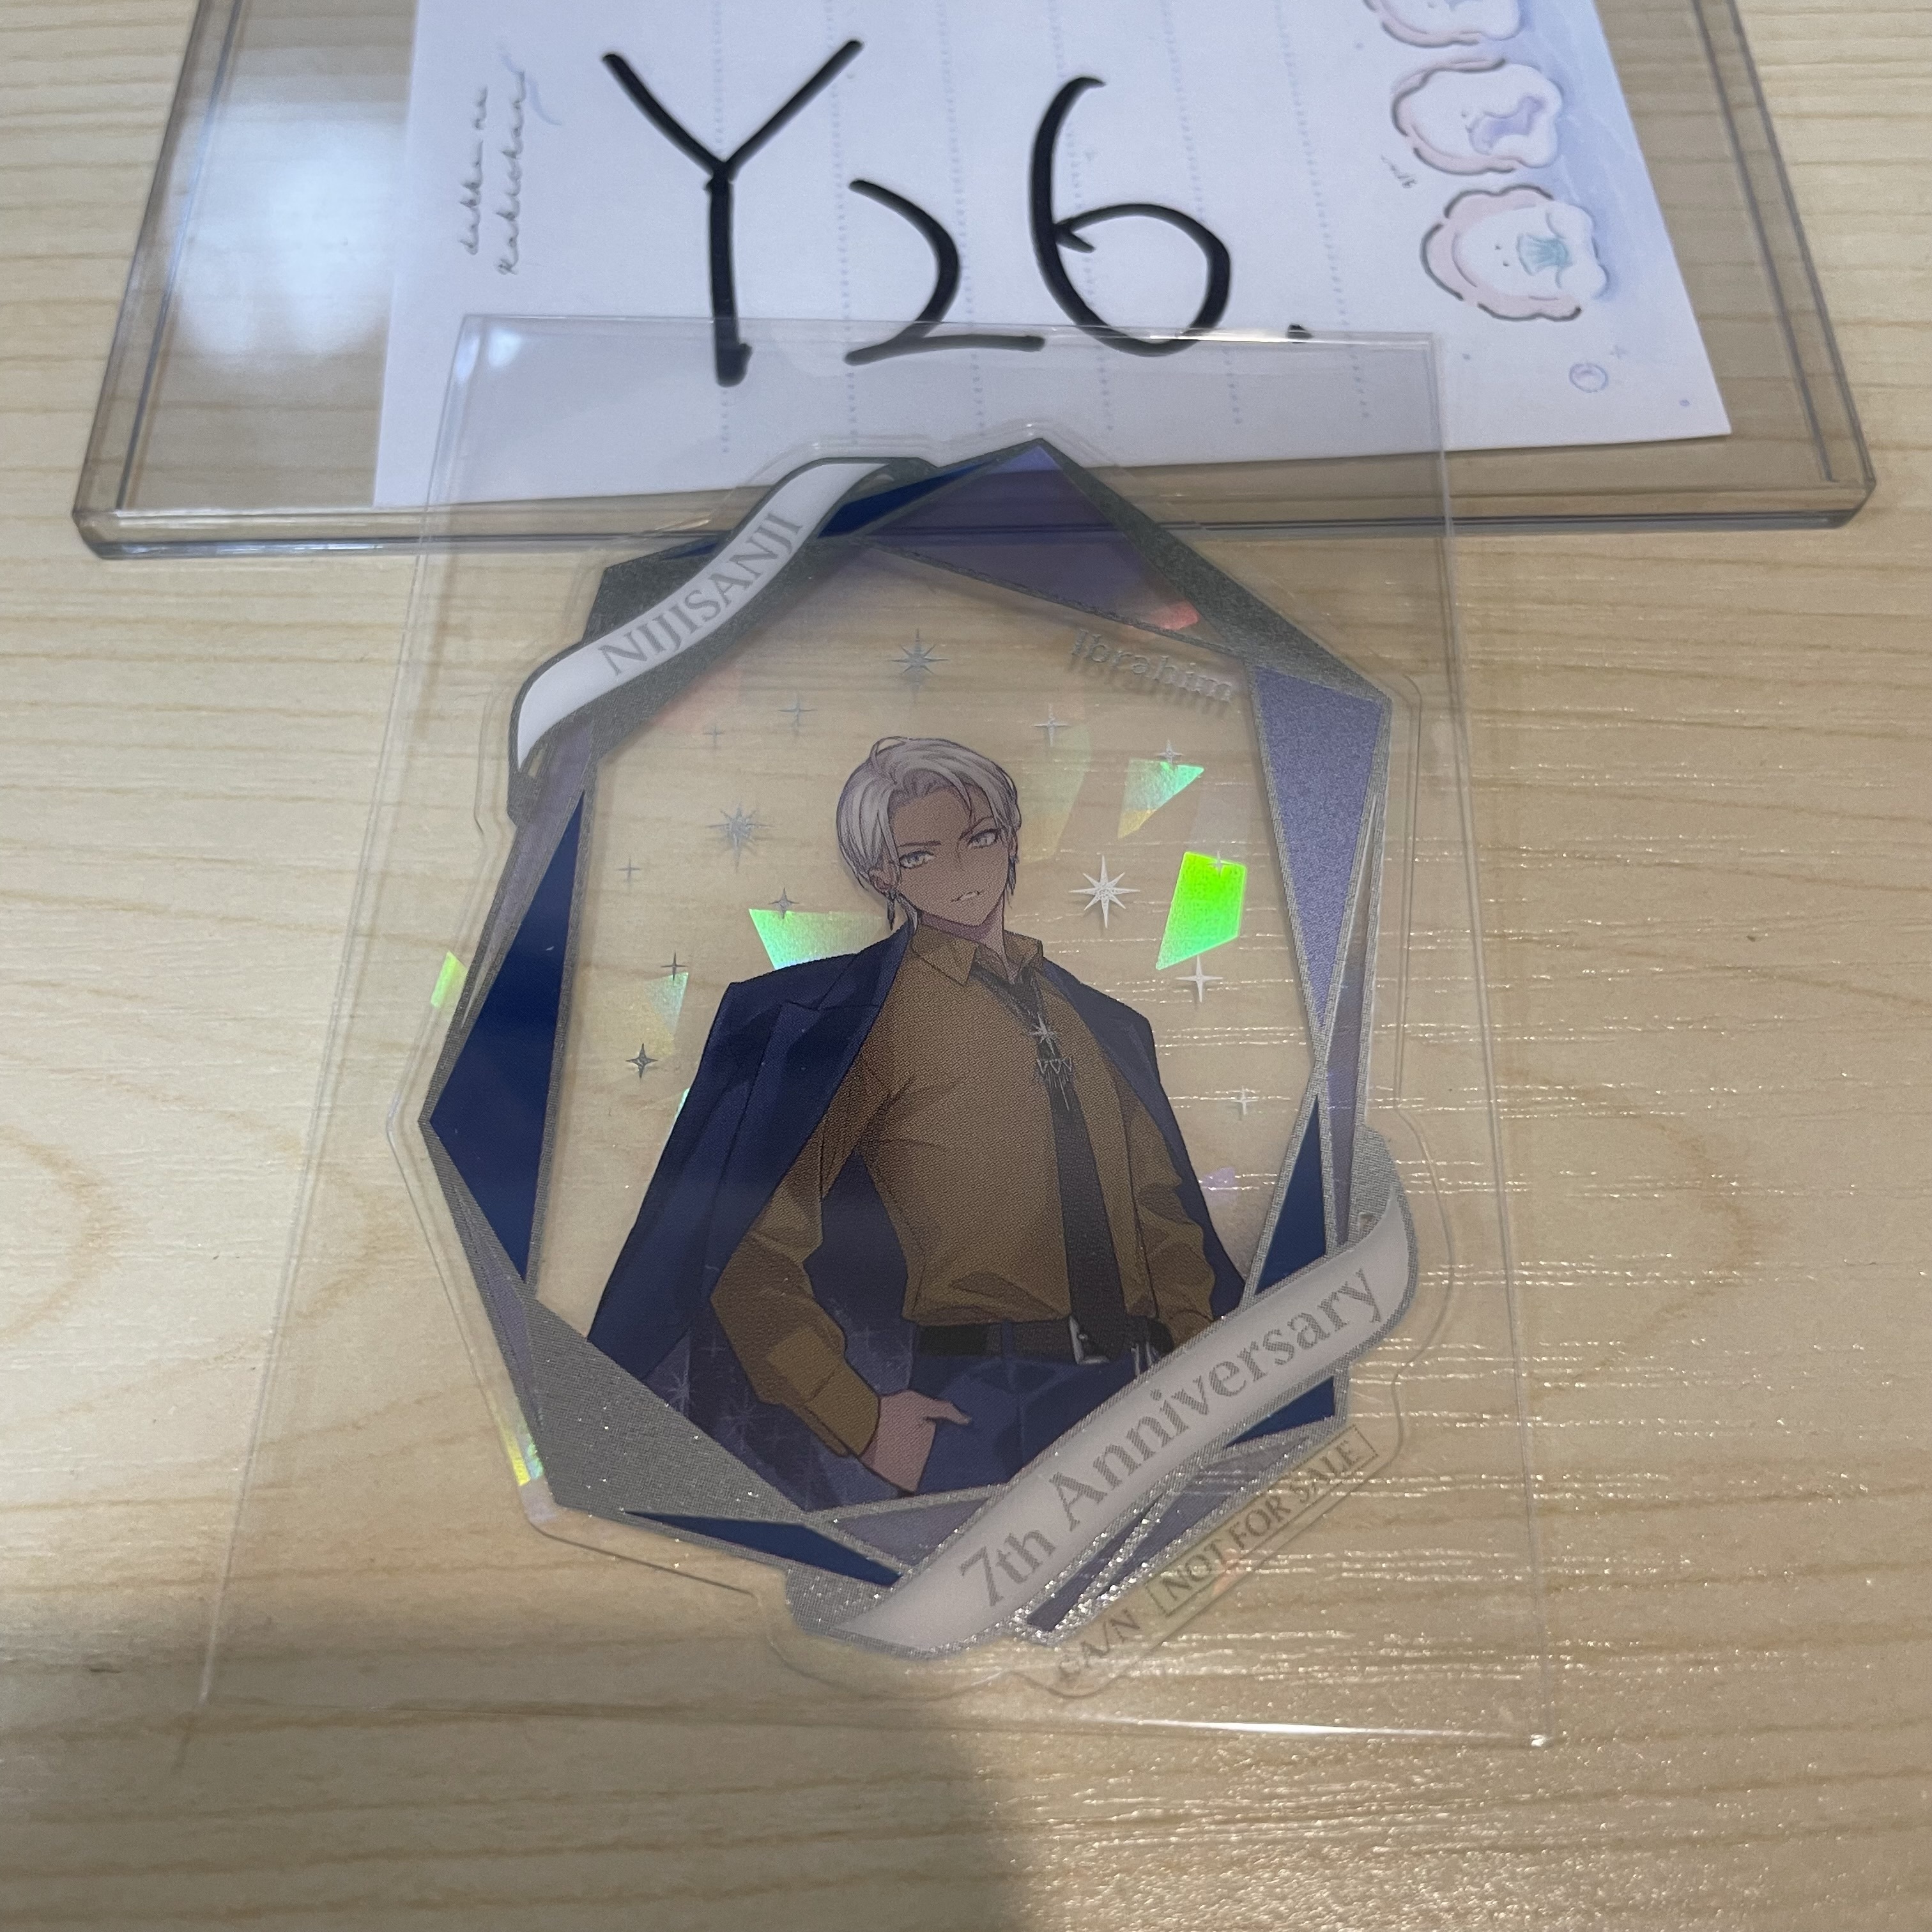 Y26.
NIJISANJI
Ibrahim
7th Anniversary
©A/N NOT FOR SALE